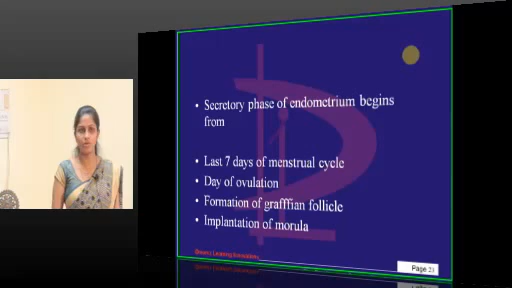 • Secretory phase of endometrium begins
from
• Last 7 days of menstrual cycle
• Day of ovulation
• Formation of grafffian follicle
• Implantation of morula
Page 23